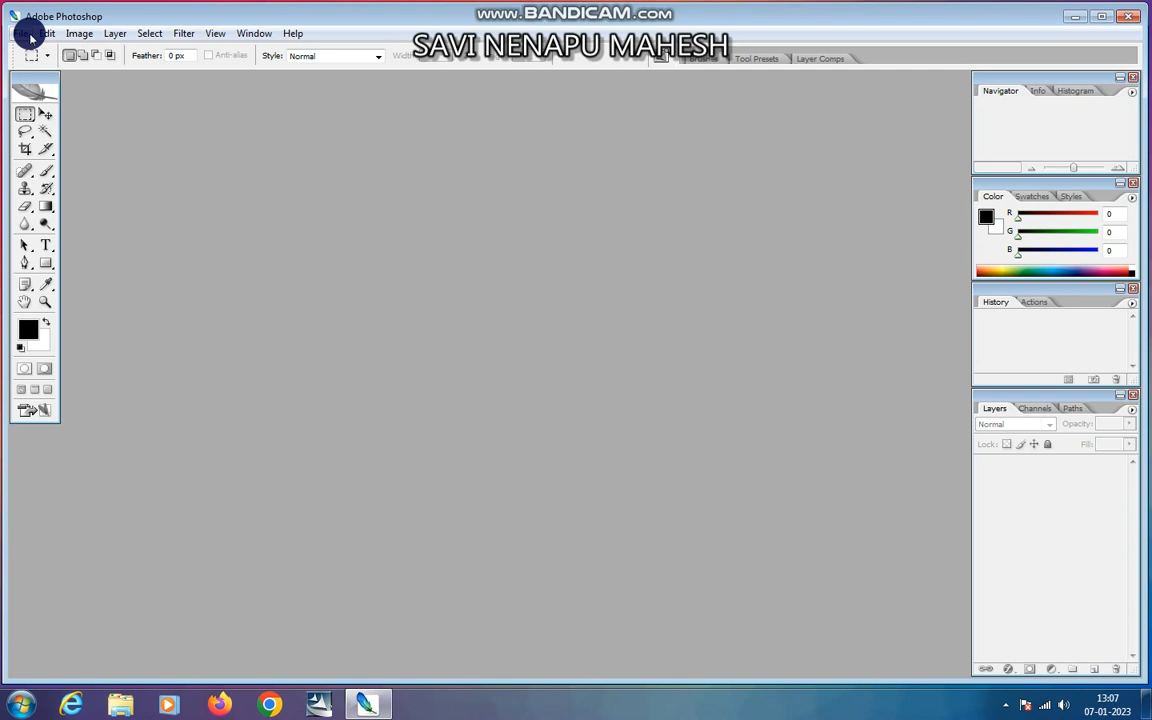 www.BANDICAM.com
Adobe Photoshop
File Edit Image Layer Select Filter View Window Help
SAVI NENAPU MAHESH
Feather: 0 px Anti-alias Style: Normal Width: Brushes Tool Presets Layer Comps
Navigator Info Histogram
Color Swatches Styles
R 0
G 0
B 0
History Actions
Layers Channels Paths
Normal Opacity:
Lock: Fill:
T
13:07
07-01-2023